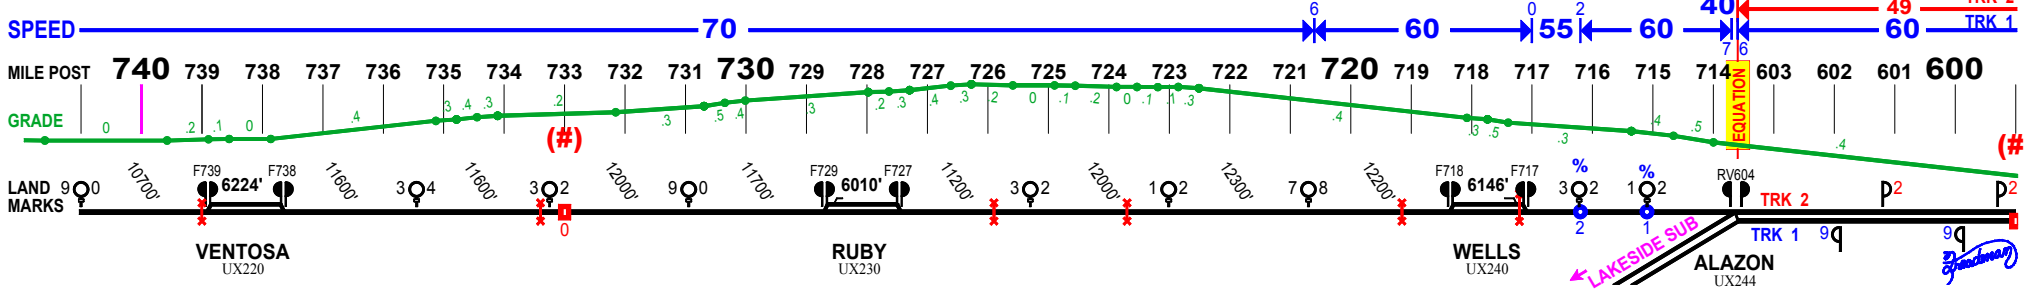 6 0 2 40 49 TRK 2
SPEED 70 60 55 60 60 TRK 1
7 6
MILE POST 740 739 738 737 736 735 734 733 732 731 730 729 728 727 726 725 724 723 722 721 720 719 718 717 716 715 714 603 602 601 600
EQUATION
GRADE 0 .2 .1 0 .4 .3 .4 .3 .2 .3 .5 .4 .3 .2 .3 .4 .3 .2 0 .1 .2 0 .1 .1 .3 .4 .3 .5 .3 .4 .5 .4
(#) (#
F739 F738 F729 F727 F718 F717 % % RV604
LAND MARKS 9 0 10700' 6224' 11600' 3 4 11600' 3 2 12000' 9 0 11700' 6010' 11200' 3 2 12000' 1 2 12300' 7 8 12200' 6146' 3 2 1 2 2 2
TRK 2
0 2 1 TRK 1 9 9
VENTOSA RUBY WELLS LAKESIDE SUB ALAZON
UX220 UX230 UX240 UX244